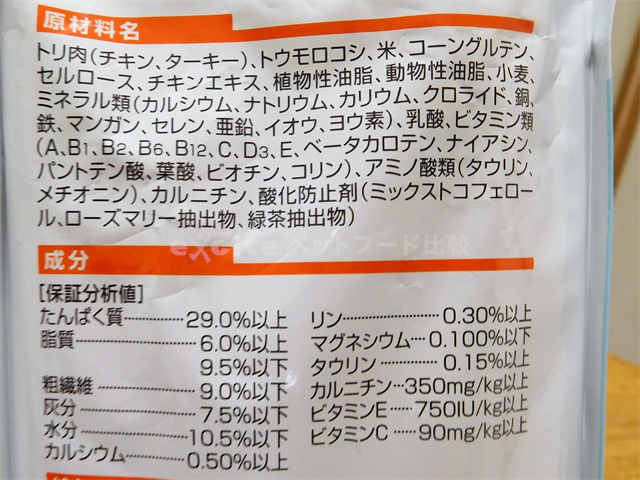 原材料名
トリ肉(チキン、ターキー)、トウモロコシ、米、コーングルテン、
セルロース、チキンエキス、植物性油脂、動物性油脂、小麦、
ミネラル類(カルシウム、ナトリウム、カリウム、クロライド、銅、
鉄、マンガン、セレン、亜鉛、イオウ、ヨウ素)、乳酸、ビタミン類
(A、B1、B2、B6、B12、C、D3、E、ベータカロテン、ナイアシン、
パントテン酸、葉酸、ビオチン、コリン)、アミノ酸類(タウリン、
メチオニン)、カルニチン、酸化防止剤(ミックストコフェロー
ル、ローズマリー抽出物、緑茶抽出物)
excite ペットフード比較
成分
[保証分析値]
たんぱく質 29.0%以上
脂質 6.0%以上
9.5%以下
粗繊維 9.0%以下
灰分 7.5%以下
水分 10.5%以下
カルシウム 0.50%以上
リン 0.30%以上
マグネシウム 0.100%以下
タウリン 0.15%以上
カルニチン 350mg/kg以上
ビタミンE 750IU/kg以上
ビタミンC 90mg/kg以上